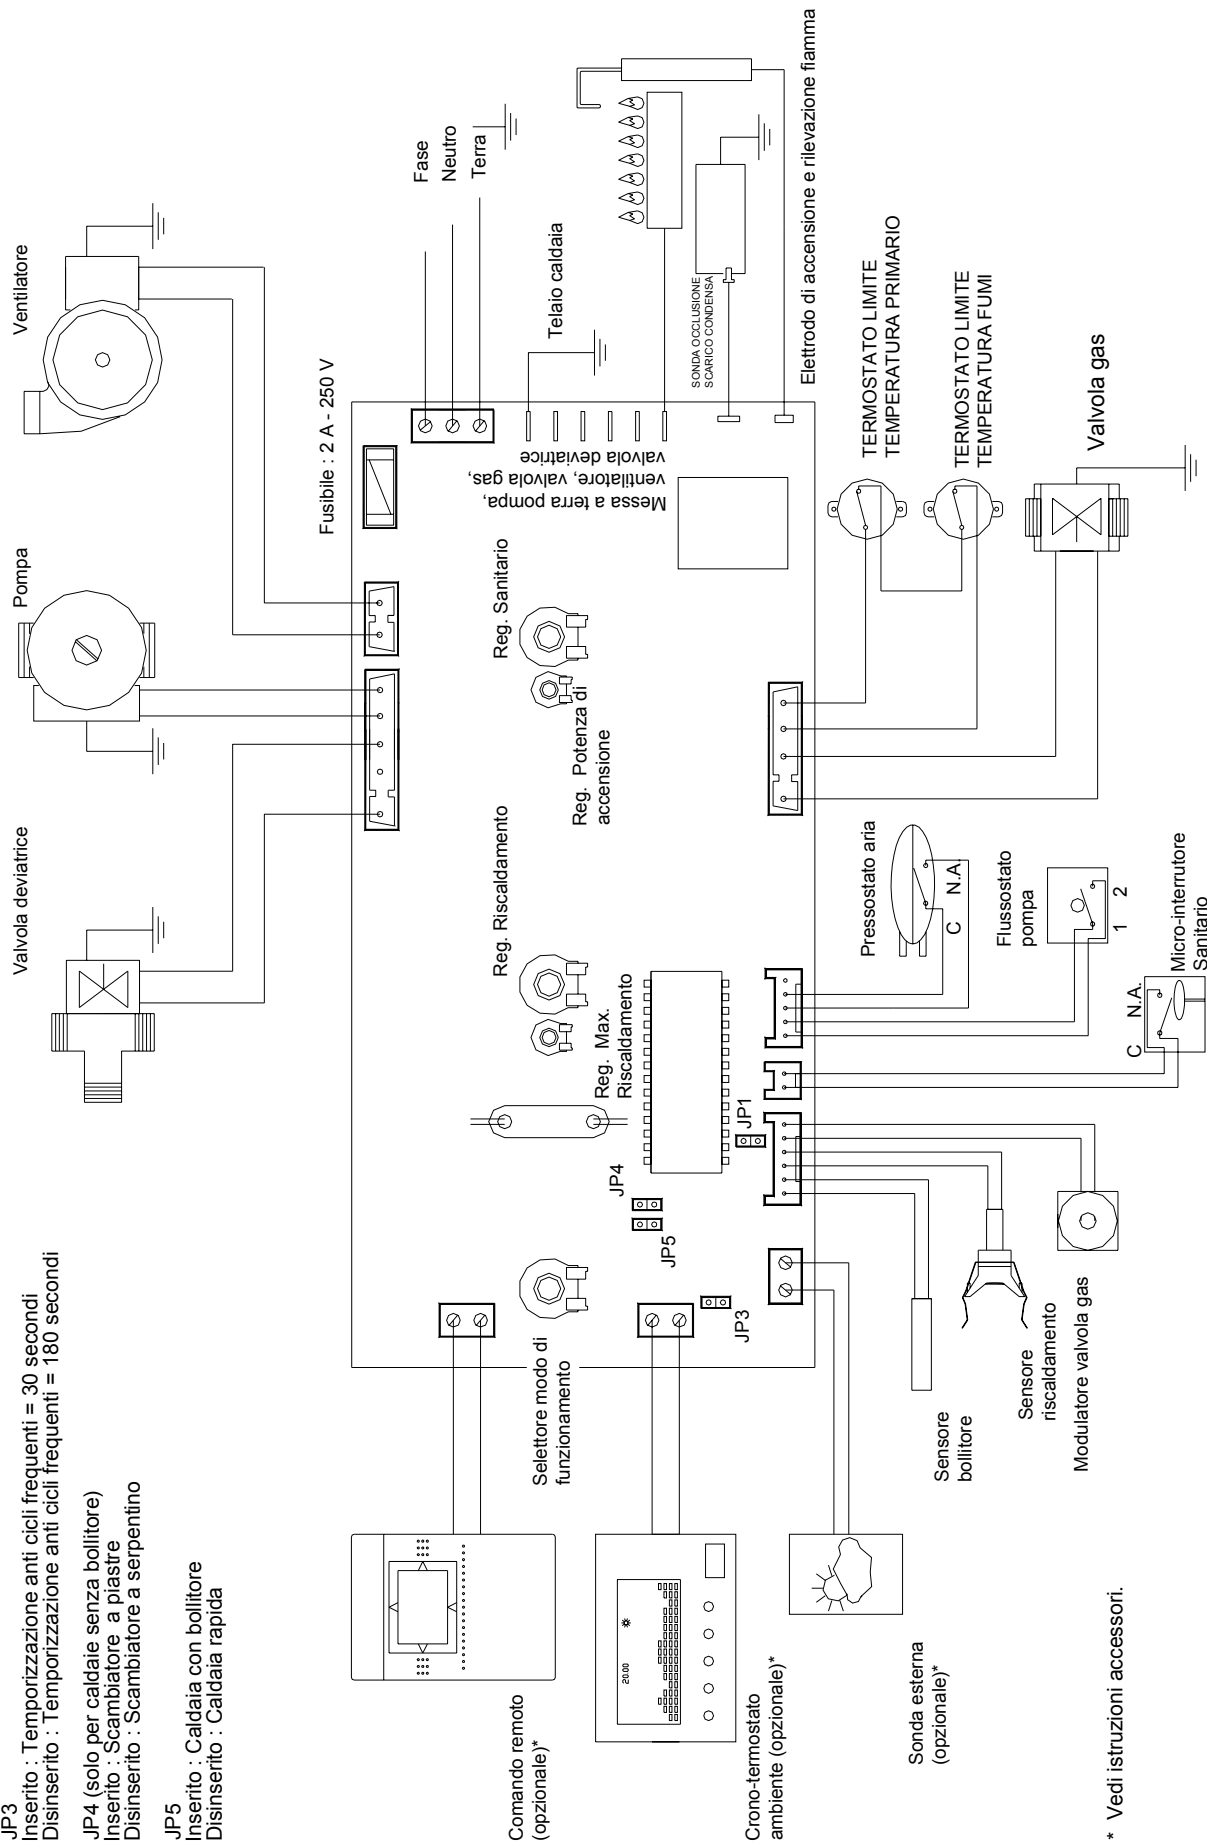 JP3
Inserito : Temporizzazione anti cicli frequenti = 30 secondi
Disinserito : Temporizzazione anti cicli frequenti = 180 secondi
JP4 (solo per caldaie senza bollitore)
Inserito : Scambiatore a piastre
Disinserito : Scambiatore a serpentino
JP5
Inserito : Caldaia con bollitore
Disinserito : Caldaia rapida
Valvola deviatrice
Pompa
Ventilatore
Fusibile : 2 A - 250 V
Fase
Neutro
Terra
Telaio caldaia
Messa a terra pompa,
ventilatore, valvola gas,
valvola deviatrice
SONDA OCCLUSIONE
SCARICO CONDENSA
Elettrodo di accensione e rilevazione fiamma
Comando remoto
(opzionale)*
Selettore modo di
funzionamento
Reg. Riscaldamento
Reg. Max.
Riscaldamento
Reg. Sanitario
Reg. Potenza di
accensione
JP4
JP5
JP1
JP3
20.00
Crono-termostato
ambiente (opzionale)*
Sonda esterna
(opzionale)*
Sensore
bollitore
Sensore
riscaldamento
Modulatore valvola gas
Pressostato aria
C N.A.
Flussostato
pompa
1 2
C N.A.
Micro-interrutore
Sanitario
TERMOSTATO LIMITE
TEMPERATURA PRIMARIO
TERMOSTATO LIMITE
TEMPERATURA FUMI
Valvola gas
* Vedi istruzioni accessori.